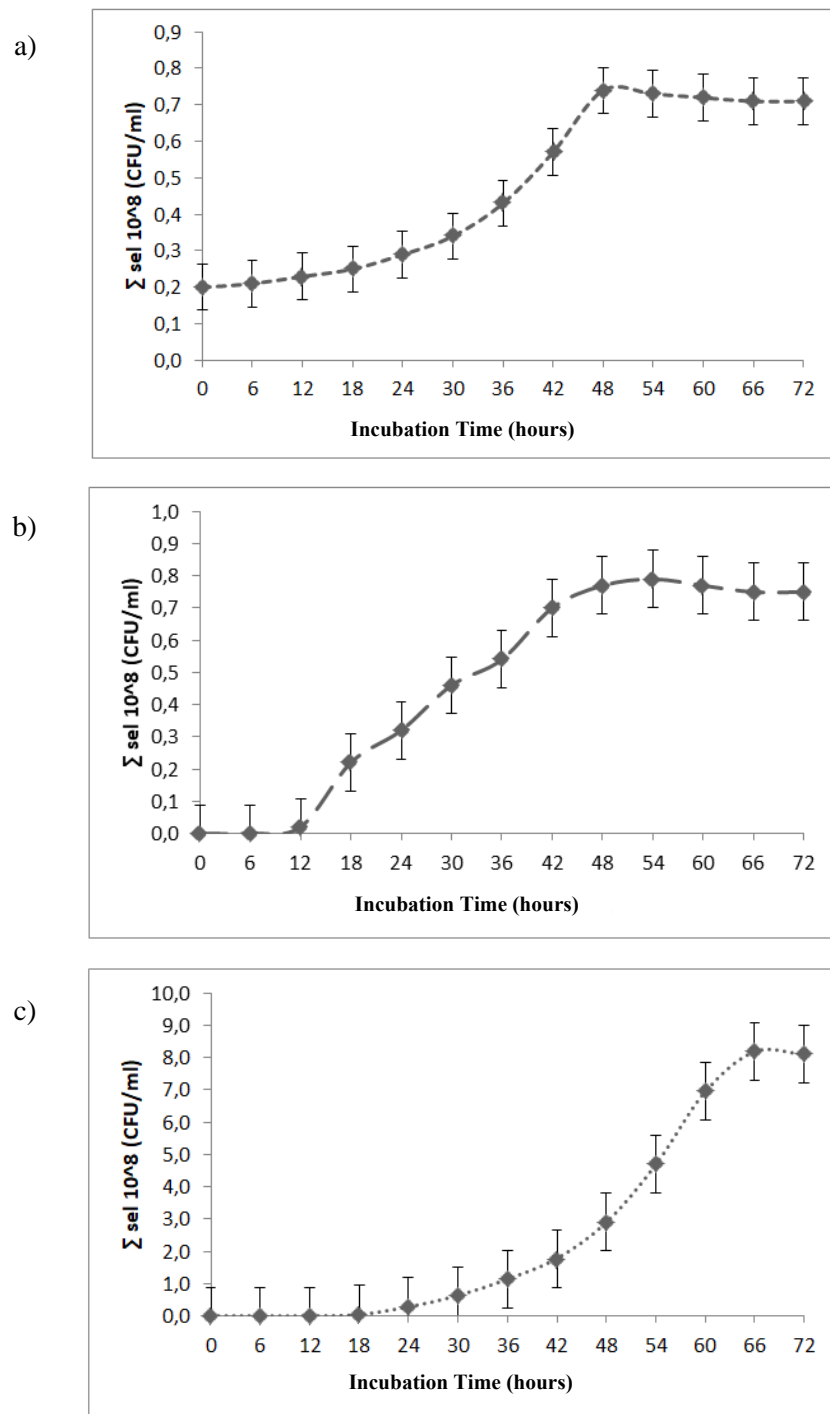 a)
0,9
0,8
0,7
0,6
0,5
0,4
0,3
0,2
0,1
0,0
∑ sel 10^8 (CFU/ml)
0 6 12 18 24 30 36 42 48 54 60 66 72
Incubation Time (hours)
b)
1,0
0,9
0,8
0,7
0,6
0,5
0,4
0,3
0,2
0,1
0,0
∑ sel 10^8 (CFU/ml)
0 6 12 18 24 30 36 42 48 54 60 66 72
Incubation Time (hours)
c)
10,0
9,0
8,0
7,0
6,0
5,0
4,0
3,0
2,0
1,0
0,0
∑ sel 10^8 (CFU/ml)
0 6 12 18 24 30 36 42 48 54 60 66 72
Incubation Time (hours)